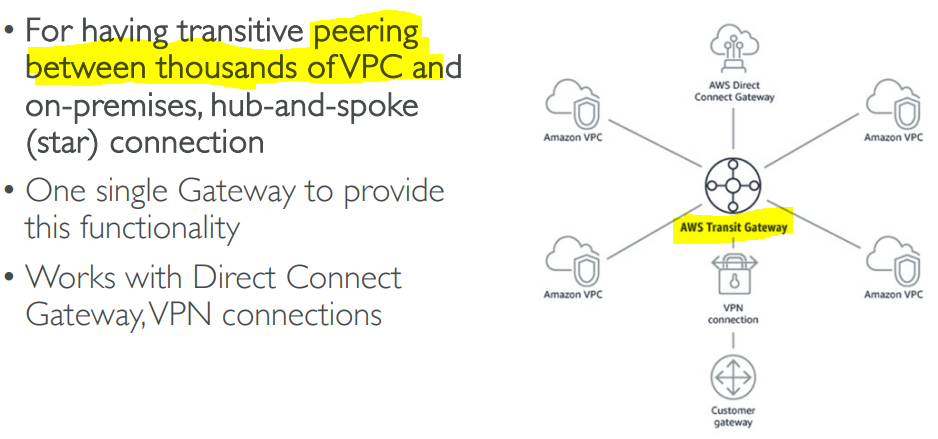 • For having transitive peering
between thousands of VPC and
on-premises, hub-and-spoke
(star) connection
• One single Gateway to provide
this functionality
• Works with Direct Connect
Gateway, VPN connections
AWS Direct
Connect Gateway
Amazon VPC
Amazon VPC
AWS Transit Gateway
Amazon VPC
Amazon VPC
VPN
connection
Customer
gateway